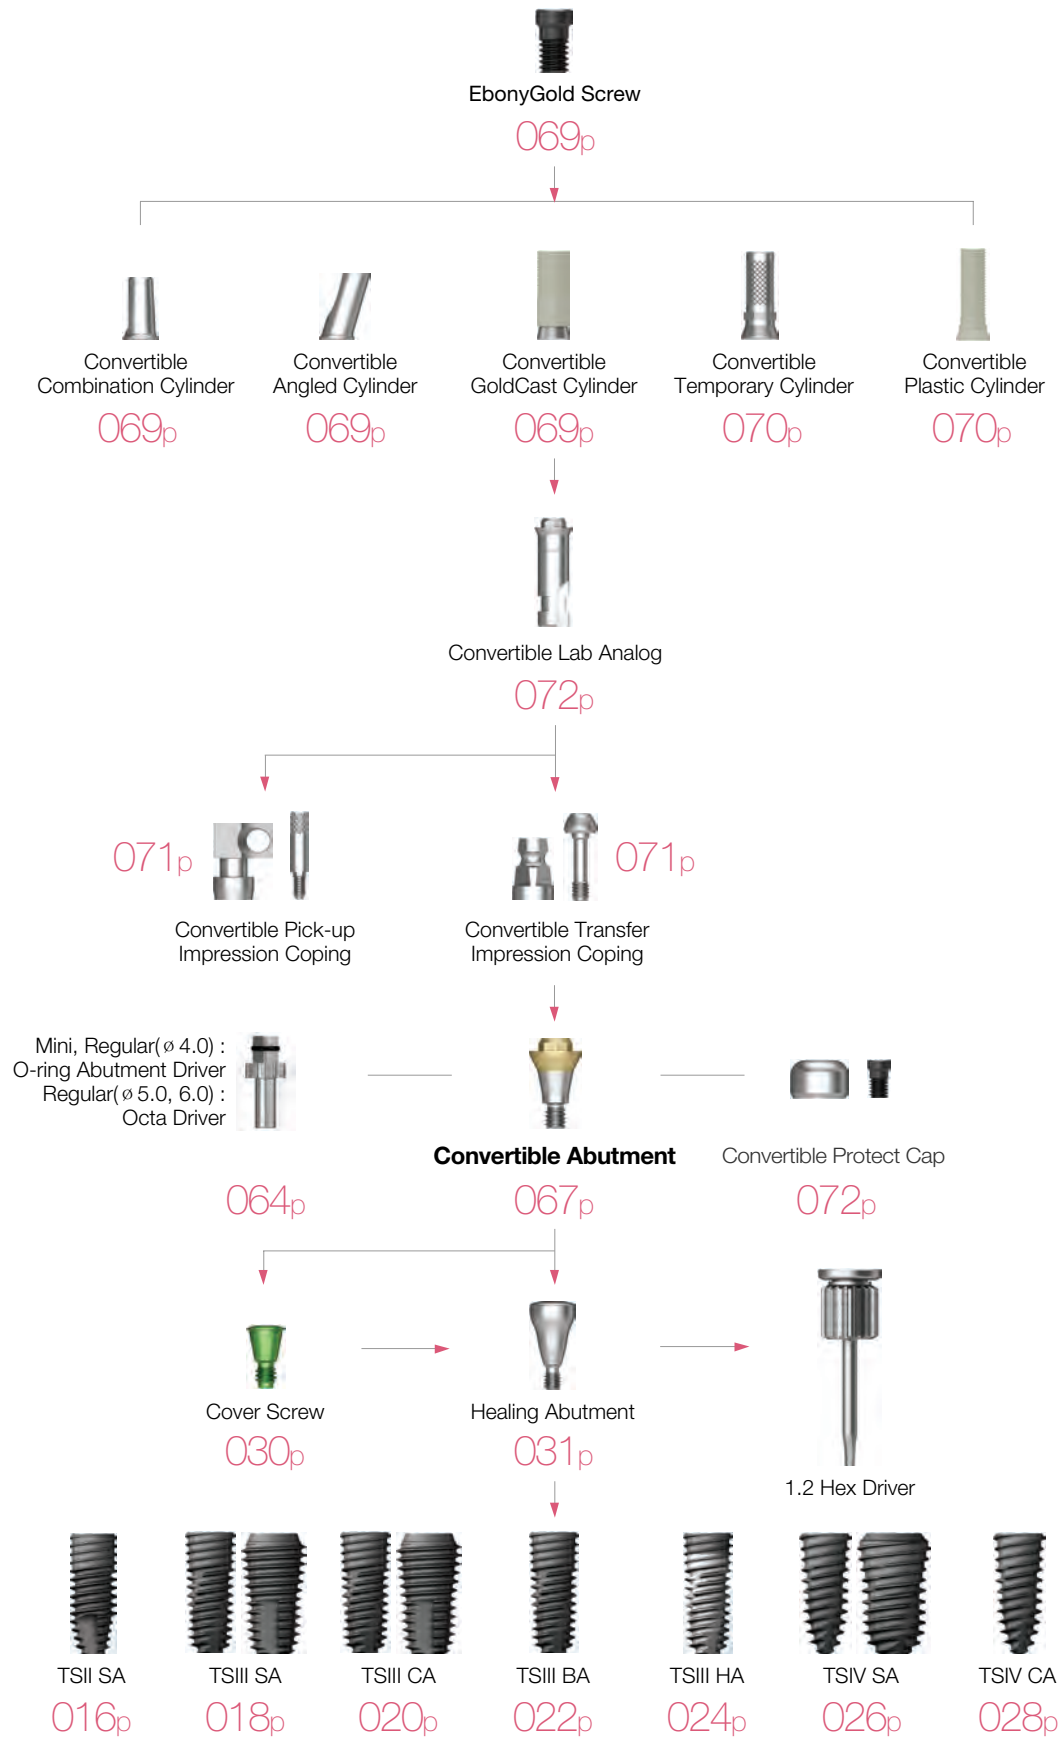 EbonyGold Screw
069p
Convertible
Combination Cylinder
069p
Convertible
Angled Cylinder
069p
Convertible
GoldCast Cylinder
069p
Convertible
Temporary Cylinder
070p
Convertible
Plastic Cylinder
070p
Convertible Lab Analog
072p
071p
Convertible Pick-up
Impression Coping
071p
Convertible Transfer
Impression Coping
Mini, Regular(ø 4.0) :
O-ring Abutment Driver
Regular(ø 5.0, 6.0) :
Octa Driver
064p
Convertible Abutment
067p
Convertible Protect Cap
072p
Cover Screw
030p
Healing Abutment
031p
1.2 Hex Driver
TSII SA
016p
TSIII SA
018p
TSIII CA
020p
TSIII BA
022p
TSIII HA
024p
TSIV SA
026p
TSIV CA
028p